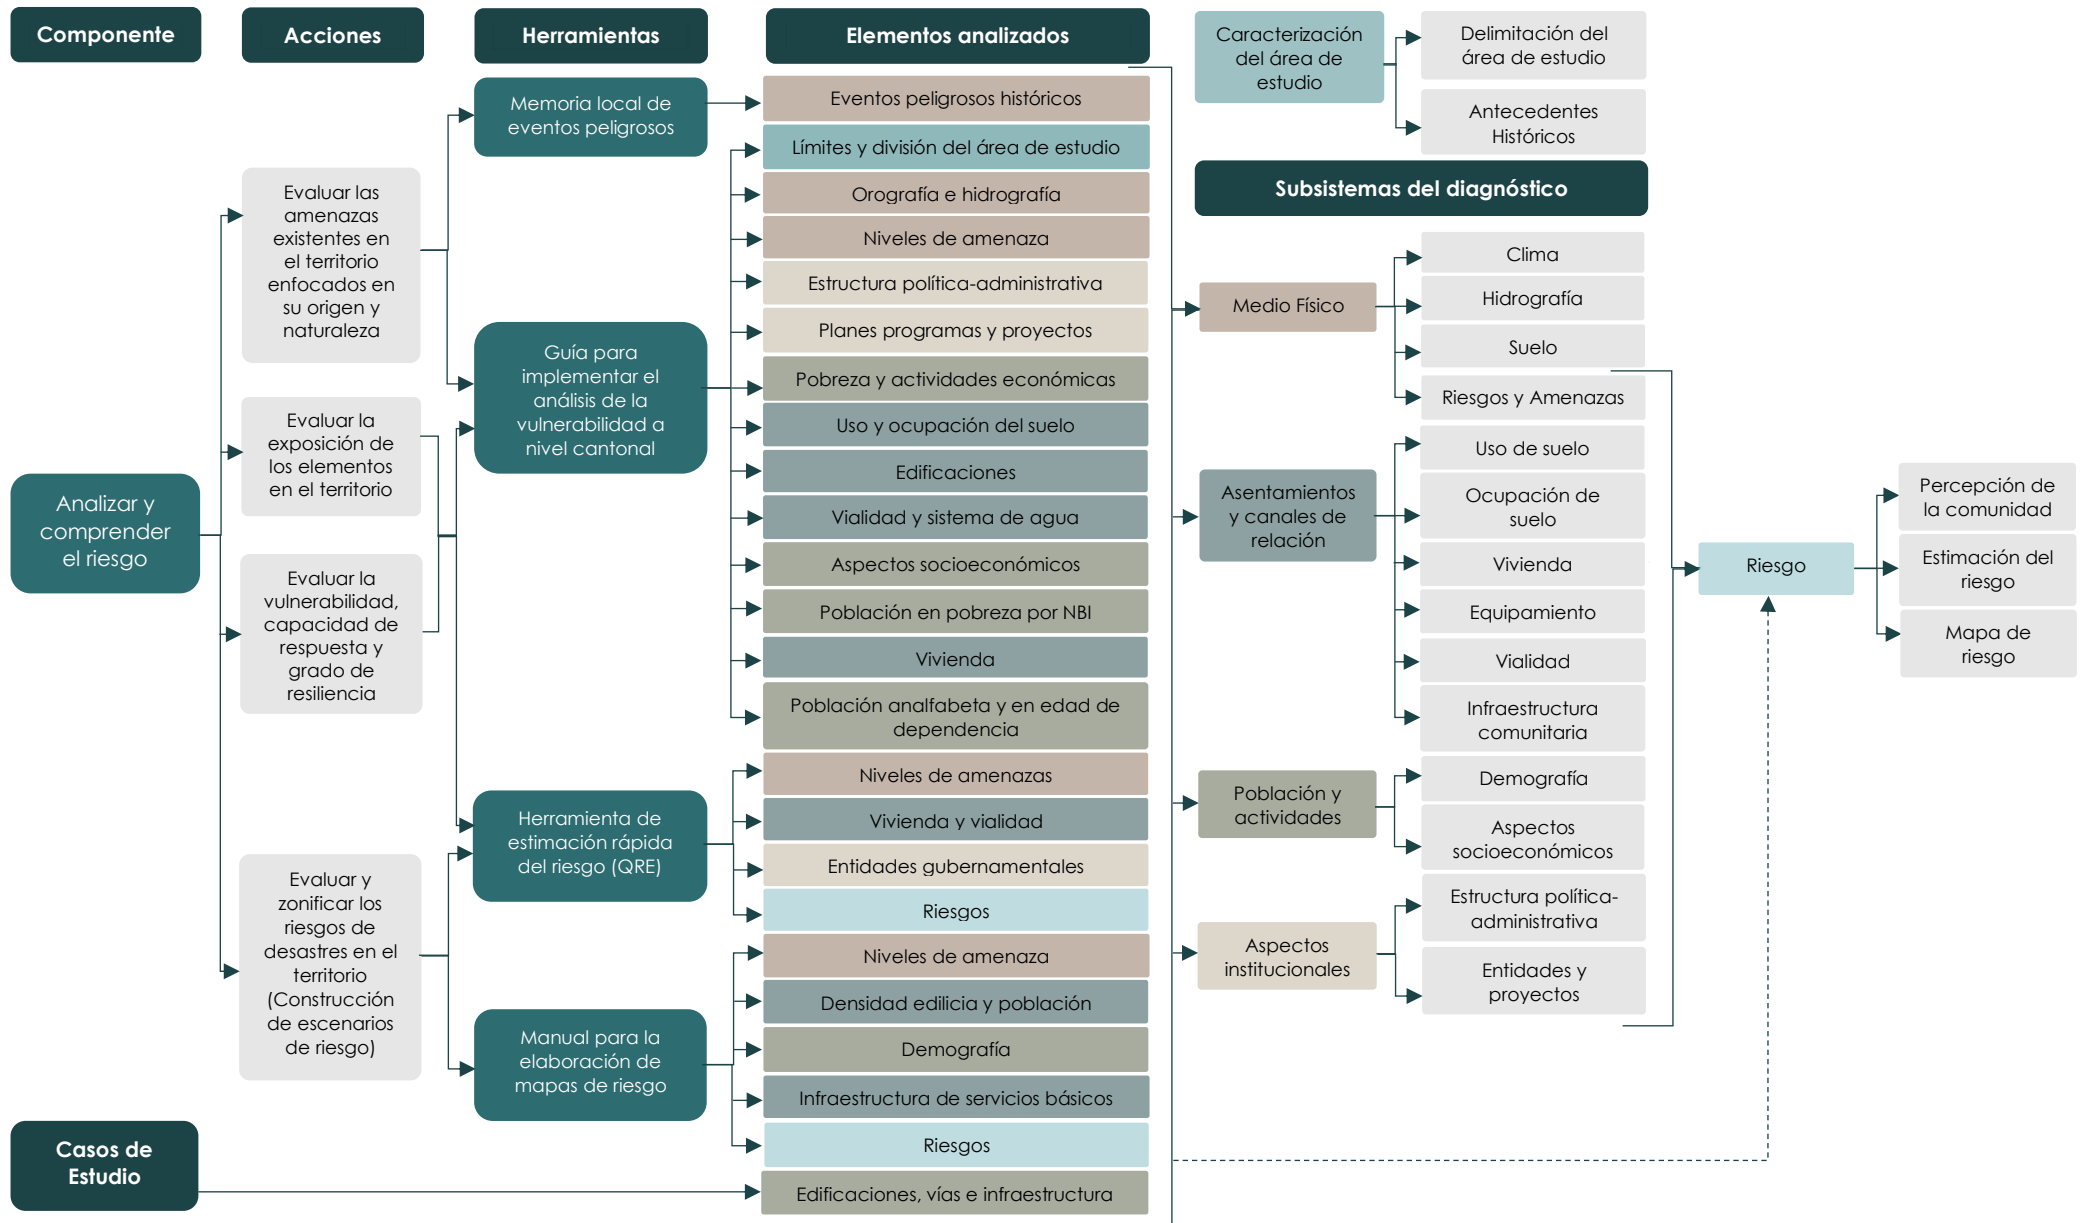 Componente
Acciones
Herramientas
Elementos analizados
Analizar y
comprender
el riesgo
Casos de
Estudio
Evaluar las
amenazas
existentes en
el territorio
enfocados en
su origen y
naturaleza
Evaluar la
exposición de
los elementos
en el territorio
Evaluar la
vulnerabilidad,
capacidad de
respuesta y
grado de
resiliencia
Evaluar y
zonificar los
riesgos de
desastres en el
territorio
(Construcción
de escenarios
de riesgo)
Memoria local de
eventos peligrosos
Guía para
implementar el
análisis de la
vulnerabilidad a
nivel cantonal
Herramienta de
estimación rápida
del riesgo (QRE)
Manual para la
elaboración de
mapas de riesgo
Eventos peligrosos históricos
Límites y división del área de estudio
Orografía e hidrografía
Niveles de amenaza
Estructura política-administrativa
Planes programas y proyectos
Pobreza y actividades económicas
Uso y ocupación del suelo
Edificaciones
Vialidad y sistema de agua
Aspectos socioeconómicos
Población en pobreza por NBI
Vivienda
Población analfabeta y en edad de
dependencia
Niveles de amenazas
Vivienda y vialidad
Entidades gubernamentales
Riesgos
Niveles de amenaza
Densidad edilicia y población
Demografía
Infraestructura de servicios básicos
Riesgos
Edificaciones, vías e infraestructura
Caracterización
del área de
estudio
Delimitación del
área de estudio
Antecedentes
Históricos
Subsistemas del diagnóstico
Medio Físico
Clima
Hidrografía
Suelo
Riesgos y Amenazas
Asentamientos
y canales de
relación
Uso de suelo
Ocupación de
suelo
Vivienda
Equipamiento
Vialidad
Infraestructura
comunitaria
Población y
actividades
Demografía
Aspectos
socioeconómicos
Aspectos
institucionales
Estructura política-
administrativa
Entidades y
proyectos
Riesgo
Percepción de
la comunidad
Estimación del
riesgo
Mapa de
riesgo